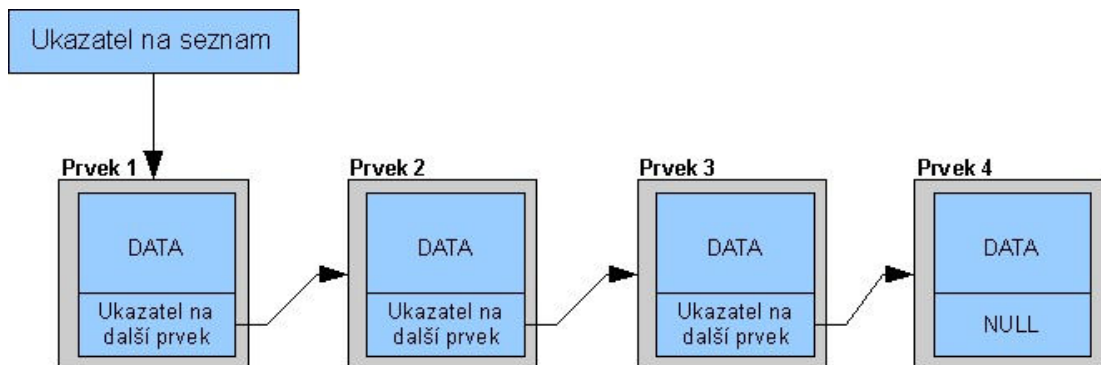 Ukazatel na seznam
Prvek 1
DATA
Ukazatel na
další prvek
Prvek 2
DATA
Ukazatel na
další prvek
Prvek 3
DATA
Ukazatel na
další prvek
Prvek 4
DATA
NULL